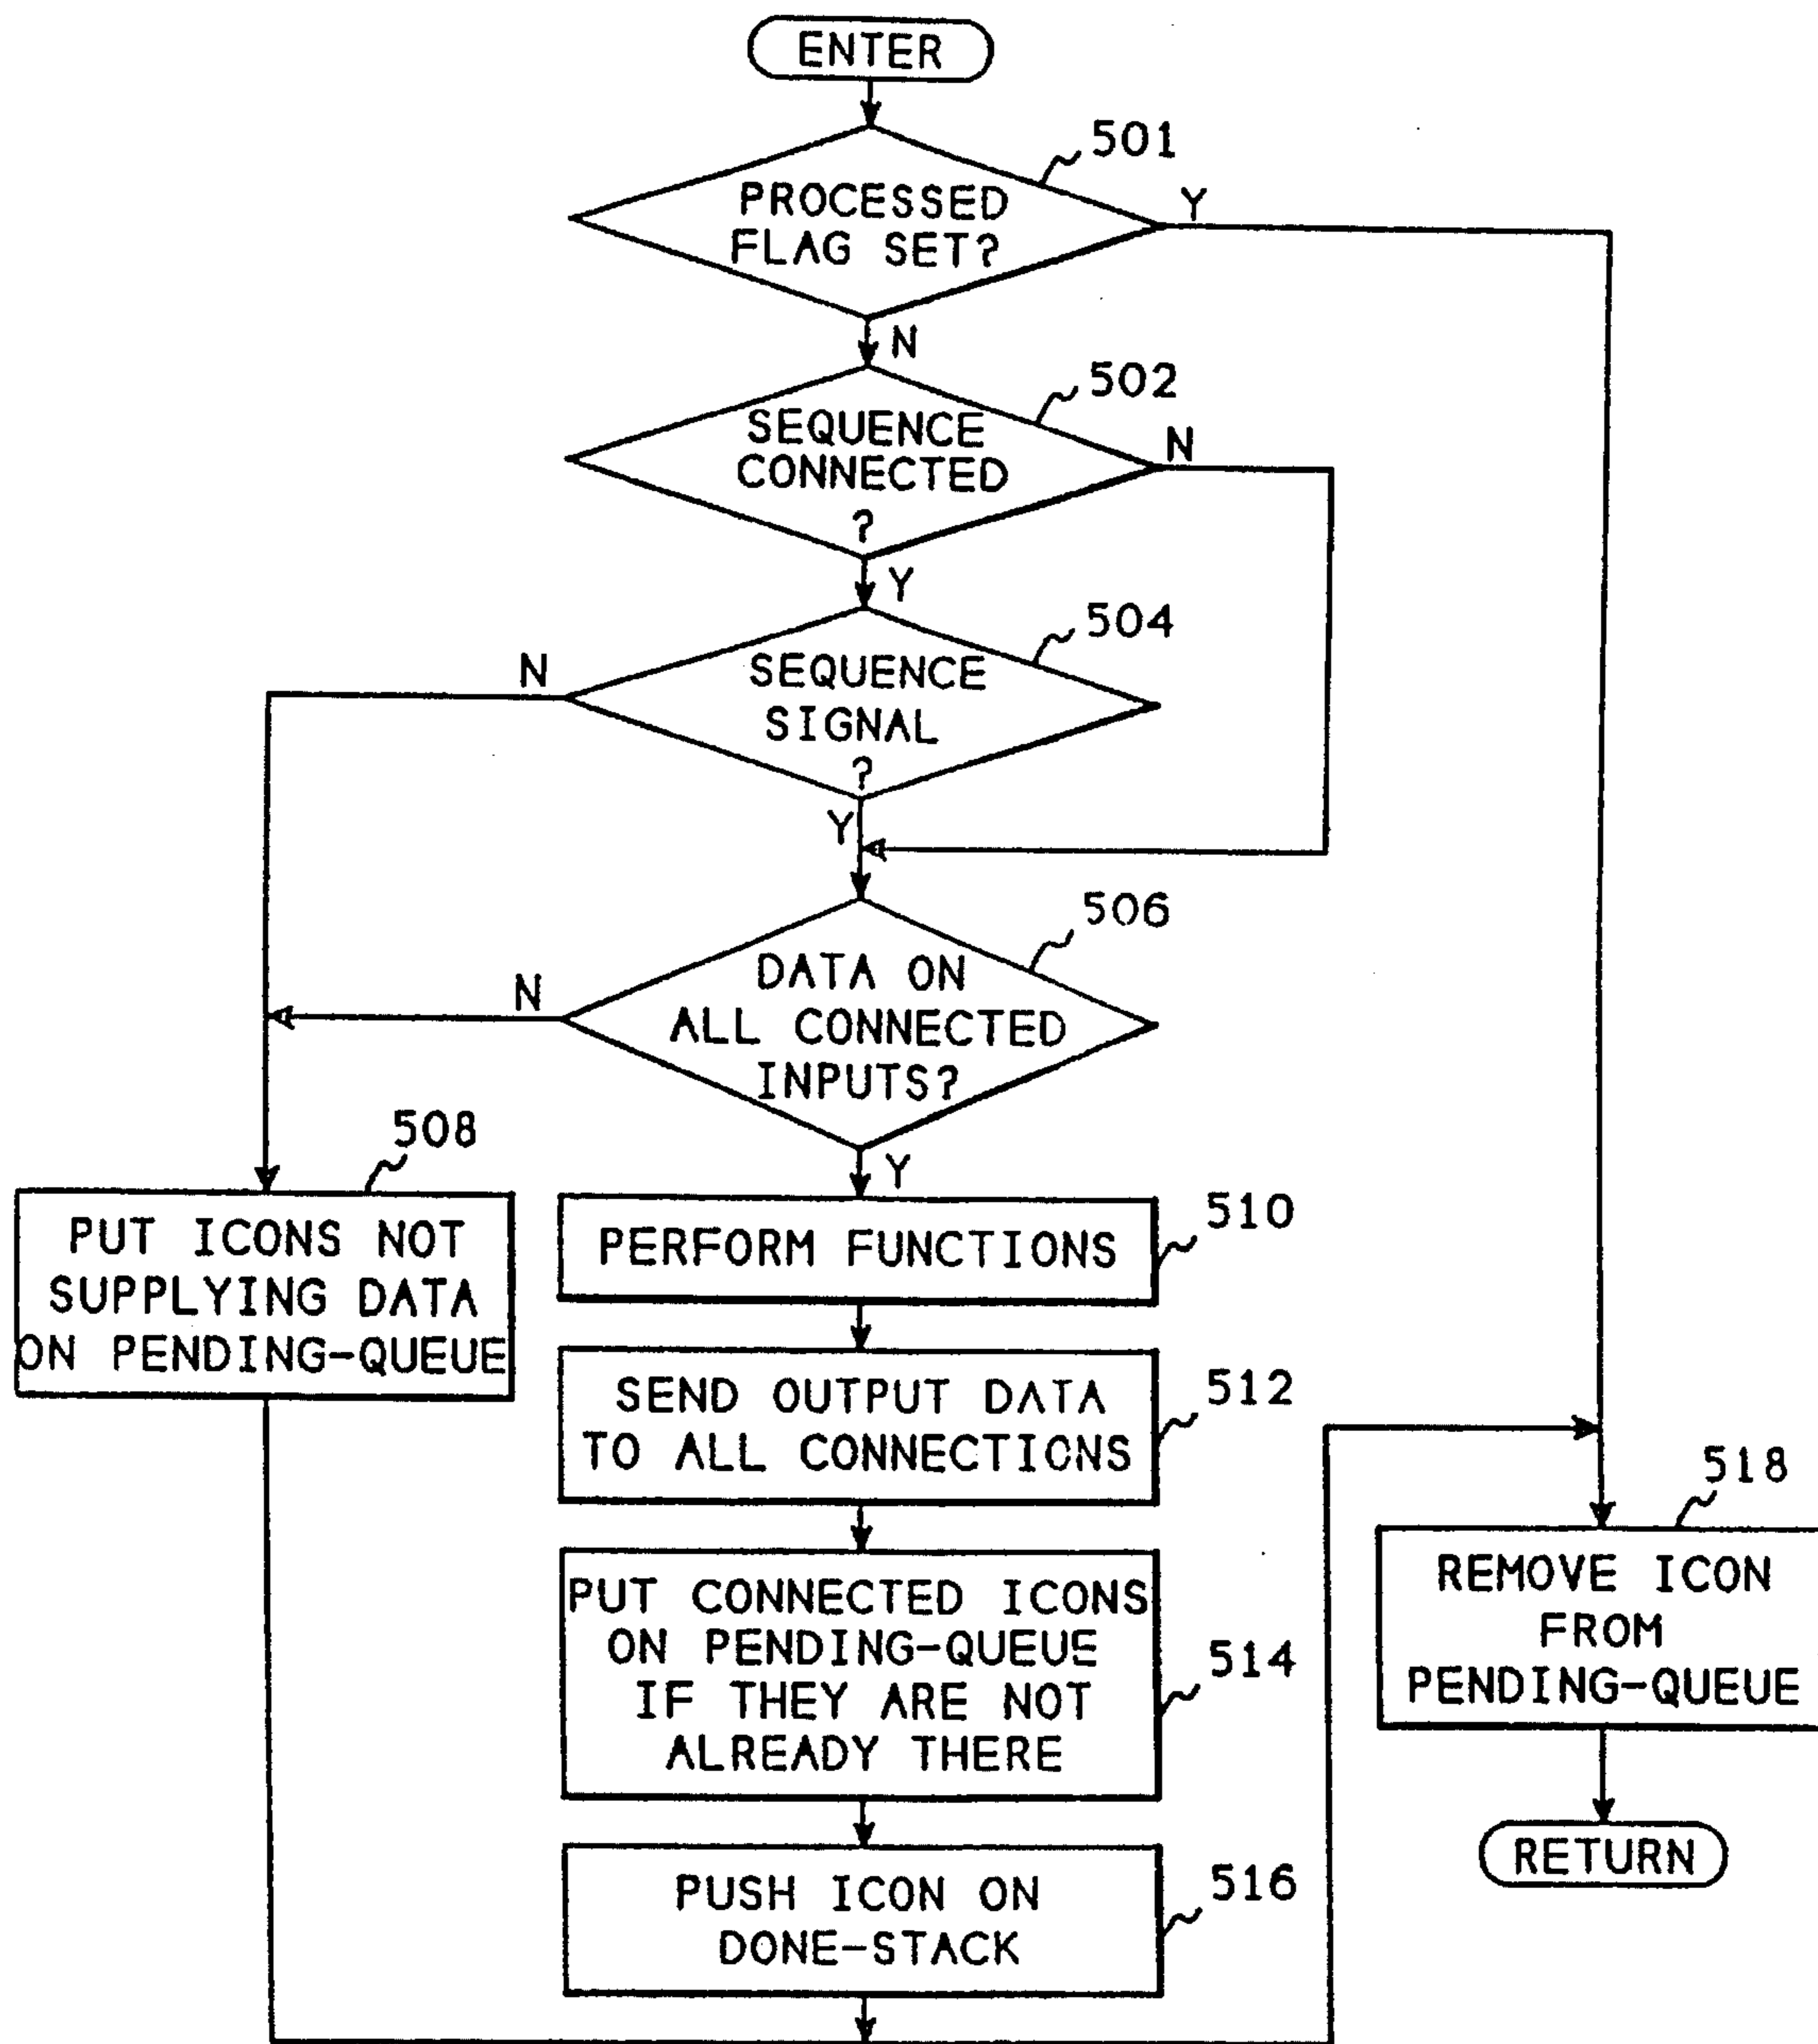 ENTER
501
PROCESSED
FLAG SET?
Y
N
502
SEQUENCE
CONNECTED
?
N
Y
504
SEQUENCE
SIGNAL
?
N
Y
506
DATA ON
ALL CONNECTED
INPUTS?
N
Y
508
PUT ICONS NOT
SUPPLYING DATA
ON PENDING-QUEUE
510
PERFORM FUNCTIONS
512
SEND OUTPUT DATA
TO ALL CONNECTIONS
514
PUT CONNECTED ICONS
ON PENDING-QUEUE
IF THEY ARE NOT
ALREADY THERE
516
PUSH ICON ON
DONE-STACK
518
REMOVE ICON
FROM
PENDING-QUEUE
RETURN